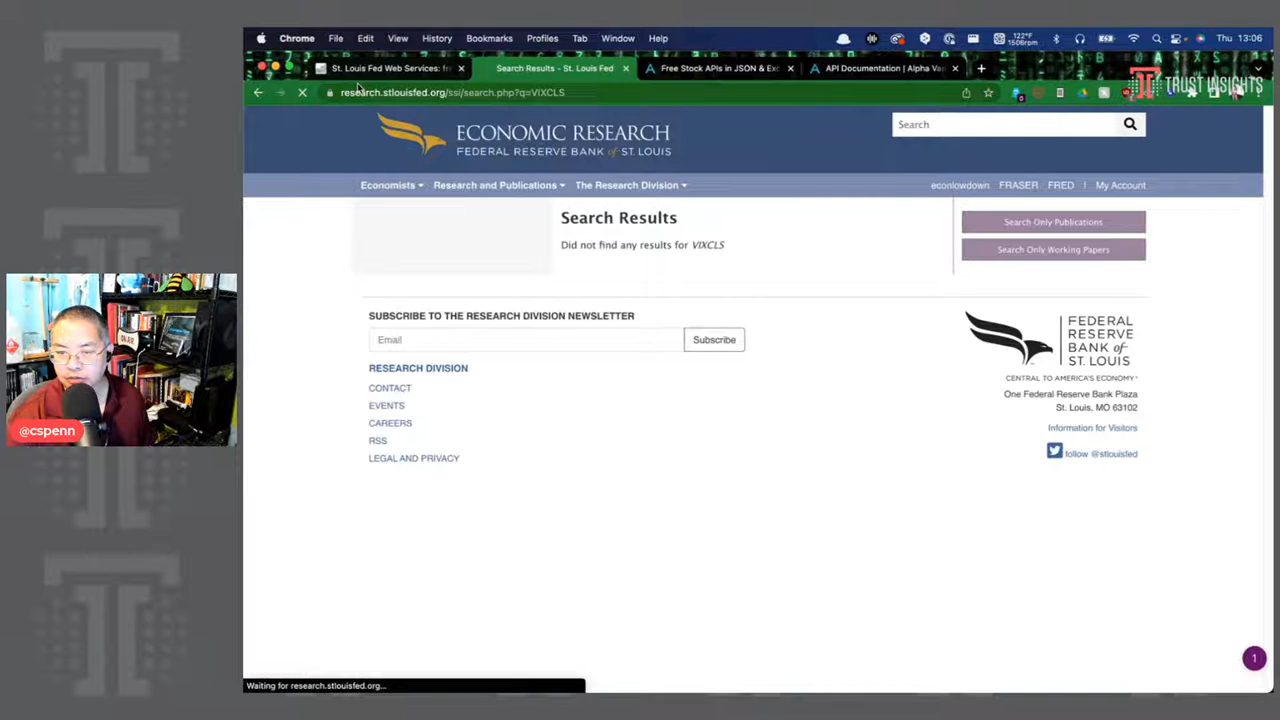 Chrome File Edit View History Bookmarks Profiles Tab Window Help
122°F
1506rpm
Thu 13:06
St. Louis Fed Web Services: fr
Search Results - St. Louis Fed
Free Stock APIs in JSON & Exc
API Documentation | Alpha Van
TRUST INSIGHTS
research.stlouisfed.org/ssi/search.php?q=VIXCLS
ECONOMIC RESEARCH
FEDERAL RESERVE BANK of ST. LOUIS
Search
Economists Research and Publications The Research Division
econlowdown FRASER FRED | My Account
Search Results
Did not find any results for VIXCLS
Search Only Publications
Search Only Working Papers
SUBSCRIBE TO THE RESEARCH DIVISION NEWSLETTER
Email
Subscribe
RESEARCH DIVISION
CONTACT
EVENTS
CAREERS
RSS
LEGAL AND PRIVACY
FEDERAL
RESERVE
BANK of
ST. LOUIS
CENTRAL TO AMERICA'S ECONOMY®
One Federal Reserve Bank Plaza
St. Louis, MO 63102
Information for Visitors
follow @stlouisfed
@cspenn
1
Waiting for research.stlouisfed.org...